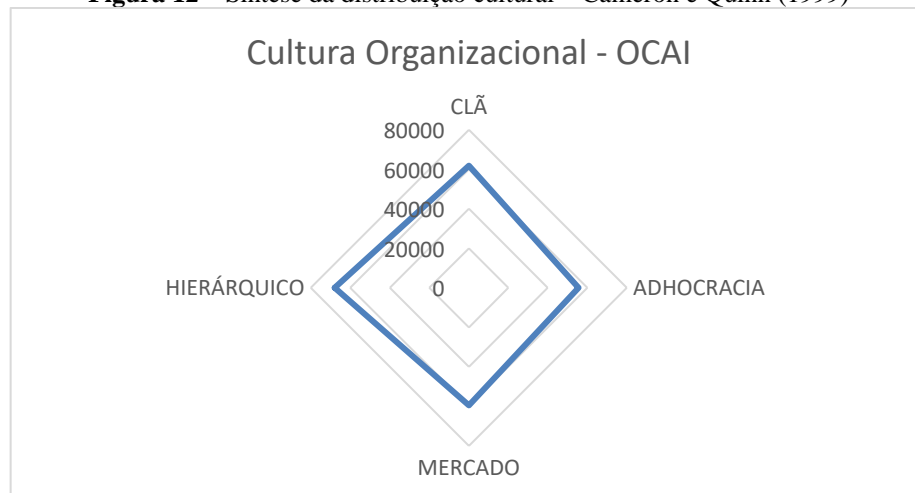 Figura 12 – Síntese da distribuição cultural – Cameron e Quinn (1999)
Cultura Organizacional - OCAI
CLÃ
80000
60000
40000
20000
HIERÁRQUICO
0
ADHOCRACIA
MERCADO